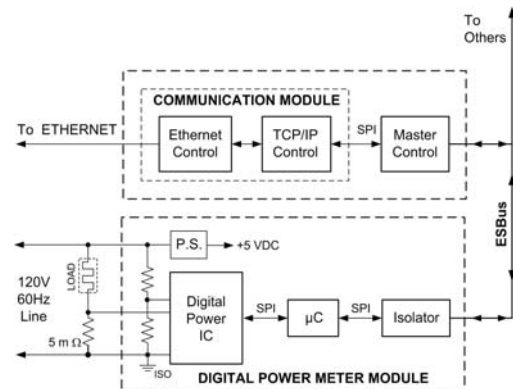 To
Others
COMMUNICATION MODULE
To ETHERNET
Ethernet
Control
TCP/IP
Control
SPI
Master
Control
ESBus
P.S.
+5 VDC
LOAD
120V
60Hz
Line
5 m Ω
Digital
Power
IC
SPI
µC
SPI
Isolator
ISO
DIGITAL POWER METER MODULE